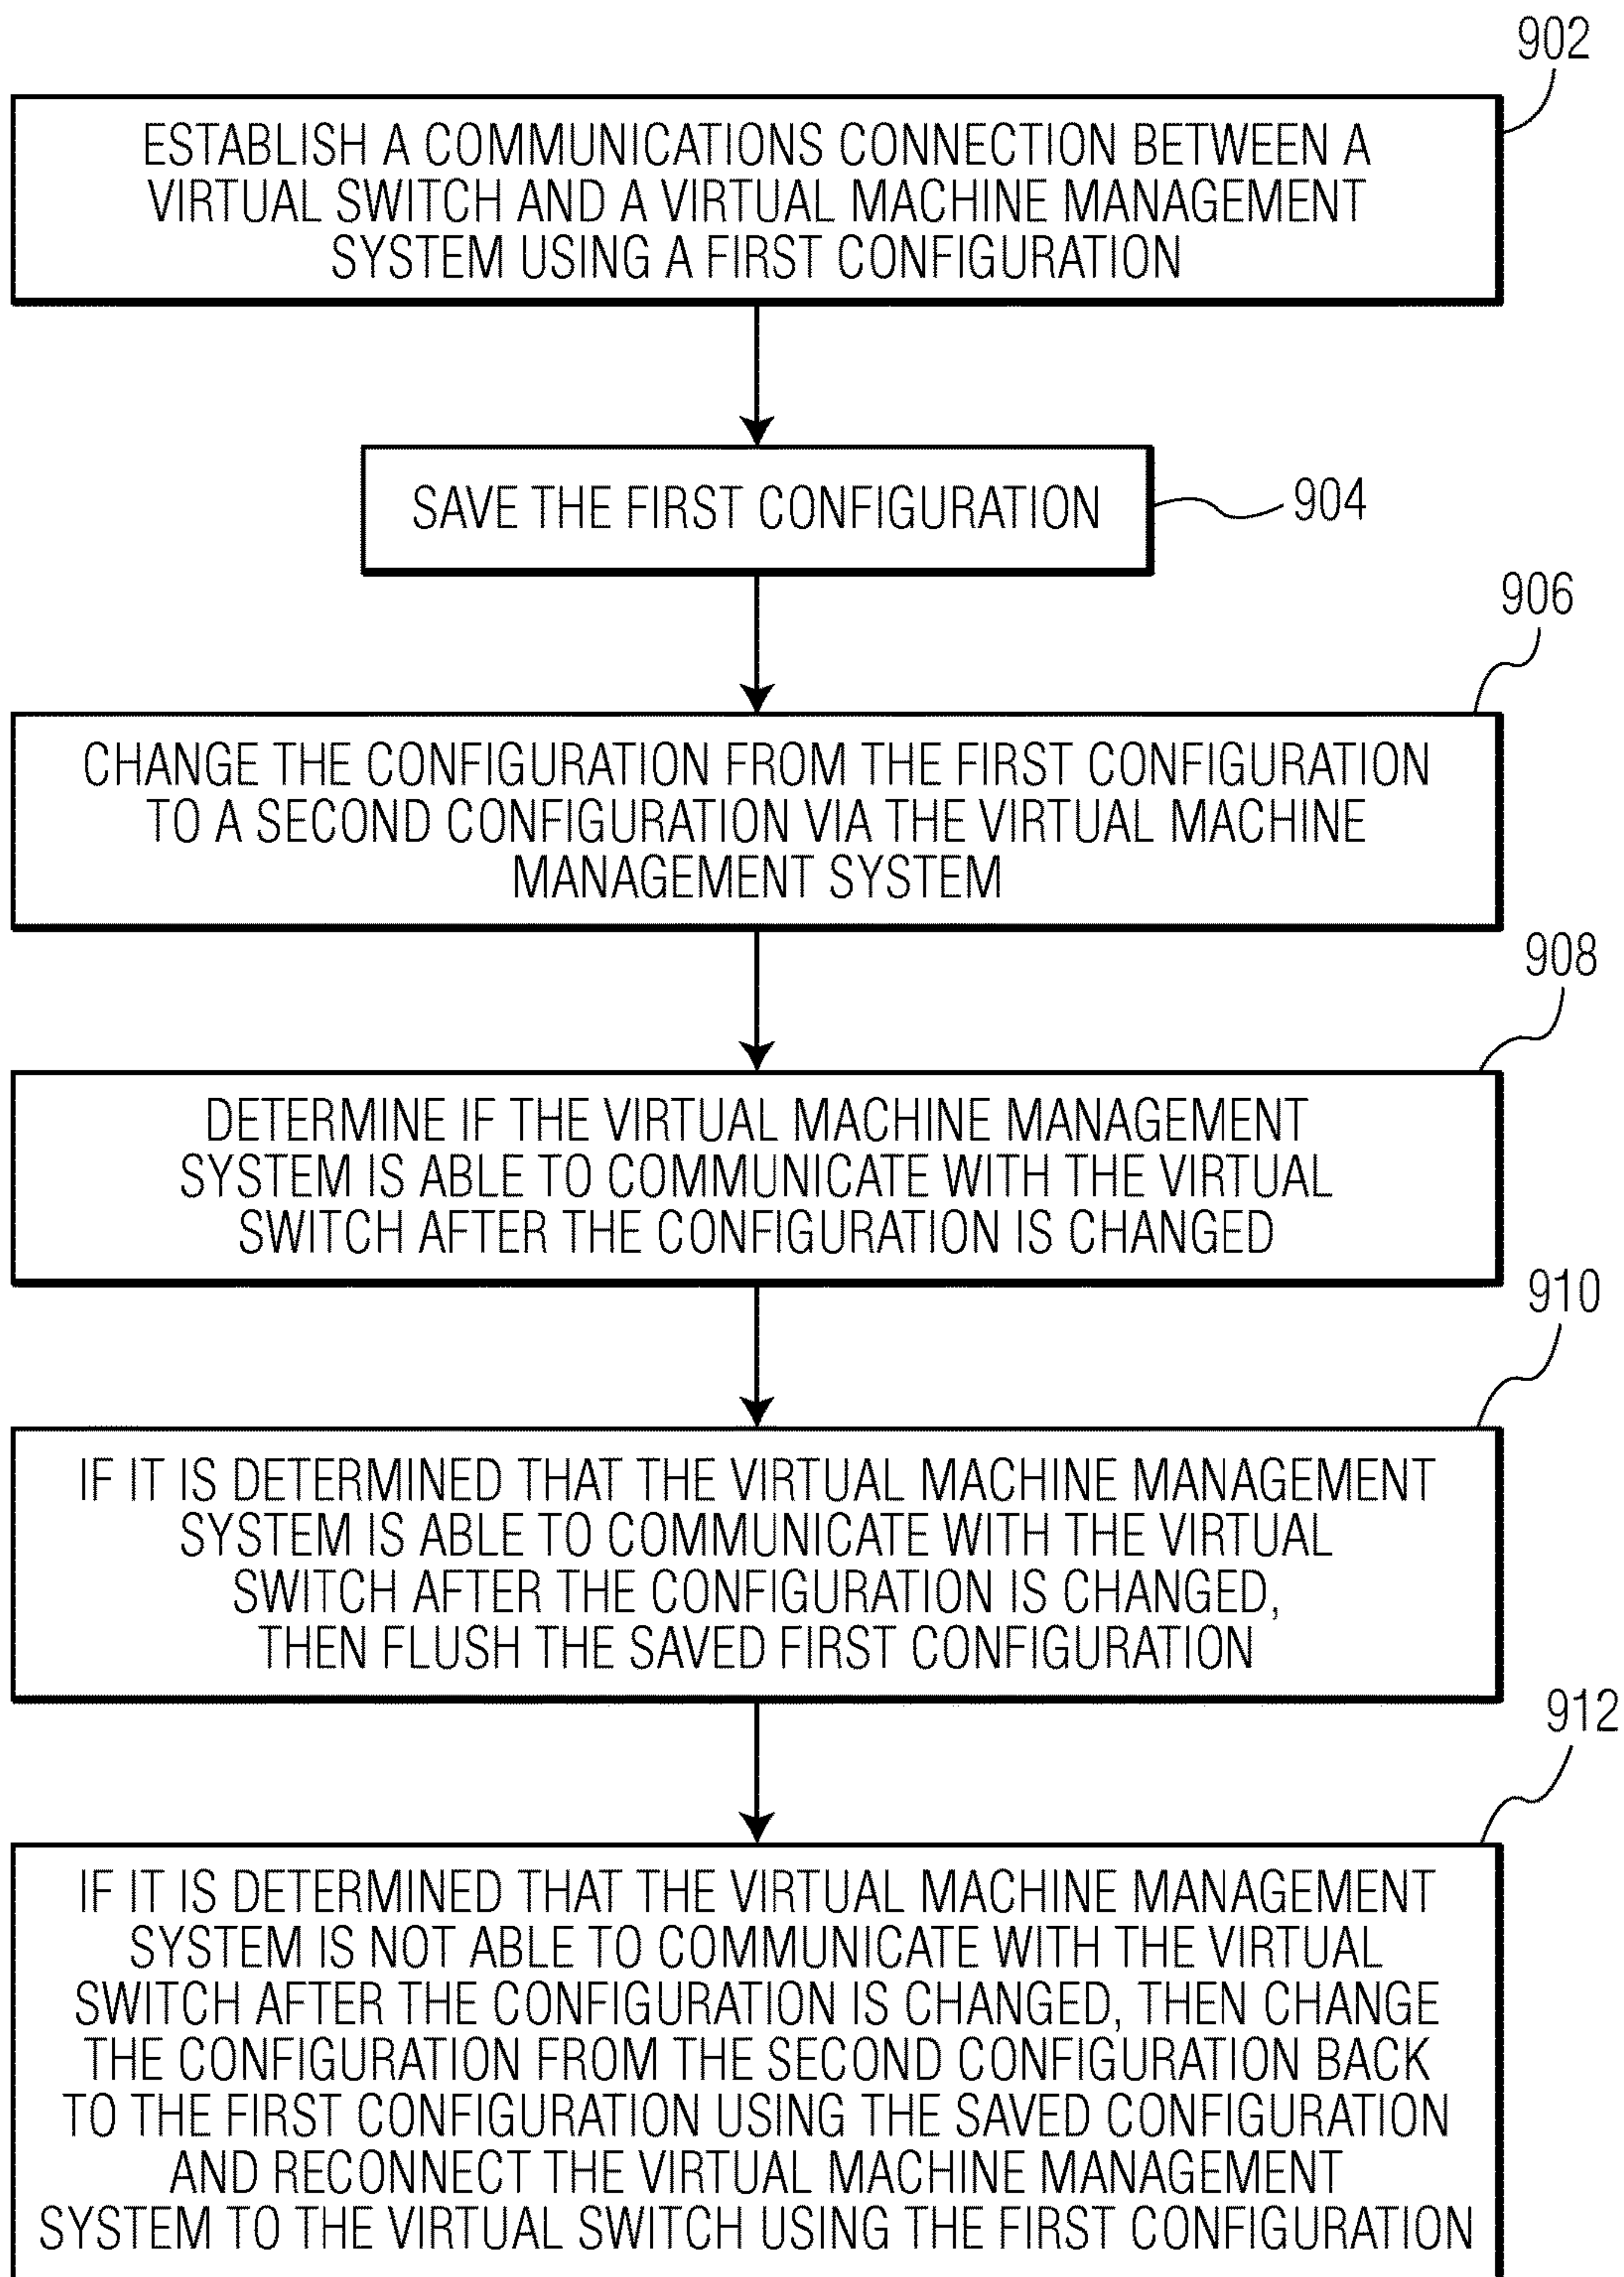 902
ESTABLISH A COMMUNICATIONS CONNECTION BETWEEN A
VIRTUAL SWITCH AND A VIRTUAL MACHINE MANAGEMENT
SYSTEM USING A FIRST CONFIGURATION
SAVE THE FIRST CONFIGURATION
904
906
CHANGE THE CONFIGURATION FROM THE FIRST CONFIGURATION
TO A SECOND CONFIGURATION VIA THE VIRTUAL MACHINE
MANAGEMENT SYSTEM
908
DETERMINE IF THE VIRTUAL MACHINE MANAGEMENT
SYSTEM IS ABLE TO COMMUNICATE WITH THE VIRTUAL
SWITCH AFTER THE CONFIGURATION IS CHANGED
910
IF IT IS DETERMINED THAT THE VIRTUAL MACHINE MANAGEMENT
SYSTEM IS ABLE TO COMMUNICATE WITH THE VIRTUAL
SWITCH AFTER THE CONFIGURATION IS CHANGED,
THEN FLUSH THE SAVED FIRST CONFIGURATION
912
IF IT IS DETERMINED THAT THE VIRTUAL MACHINE MANAGEMENT
SYSTEM IS NOT ABLE TO COMMUNICATE WITH THE VIRTUAL
SWITCH AFTER THE CONFIGURATION IS CHANGED, THEN CHANGE
THE CONFIGURATION FROM THE SECOND CONFIGURATION BACK
TO THE FIRST CONFIGURATION USING THE SAVED CONFIGURATION
AND RECONNECT THE VIRTUAL MACHINE MANAGEMENT
SYSTEM TO THE VIRTUAL SWITCH USING THE FIRST CONFIGURATION